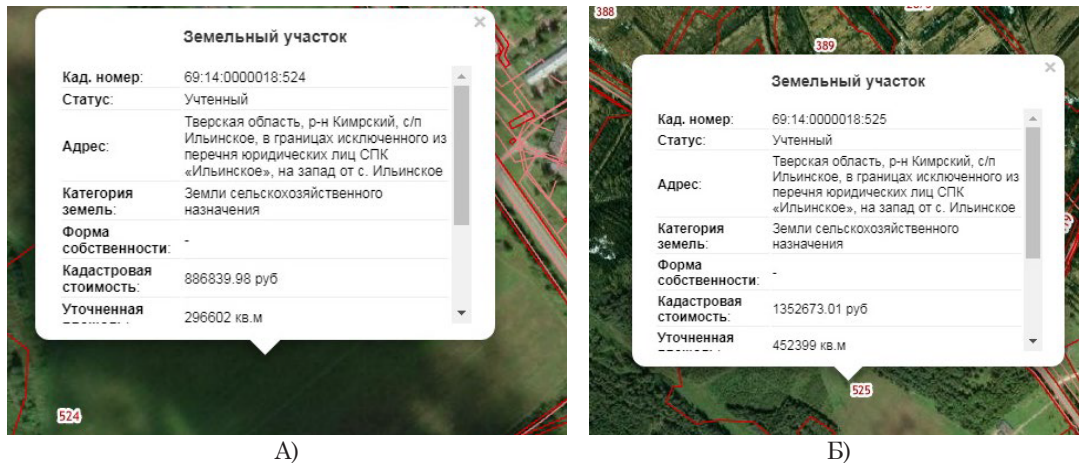 Земельный участок
Кад. номер: 69:14:0000018:524
Статус: Учтенный
Адрес: Тверская область, р-н Кимрский, с/п
Ильинское, в границах исключенного из
перечня юридических лиц СПК
«Ильинское», на запад от с. Ильинское
Категория земель: Земли сельскохозяйственного
назначения
Форма
собственности: -
Кадастровая
стоимость: 886839.98 руб
Уточненная
296602 кв.м
524
А)
388
389
Земельный участок
Кад. номер: 69:14:0000018:525
Статус: Учтенный
Адрес: Тверская область, р-н Кимрский, с/п
Ильинское, в границах исключенного из
перечня юридических лиц СПК
«Ильинское», на запад от с. Ильинское
Категория земель: Земли сельскохозяйственного
назначения
Форма
собственности: -
Кадастровая
стоимость: 1352673.01 руб
Уточненная
452399 кв.м
525
Б)